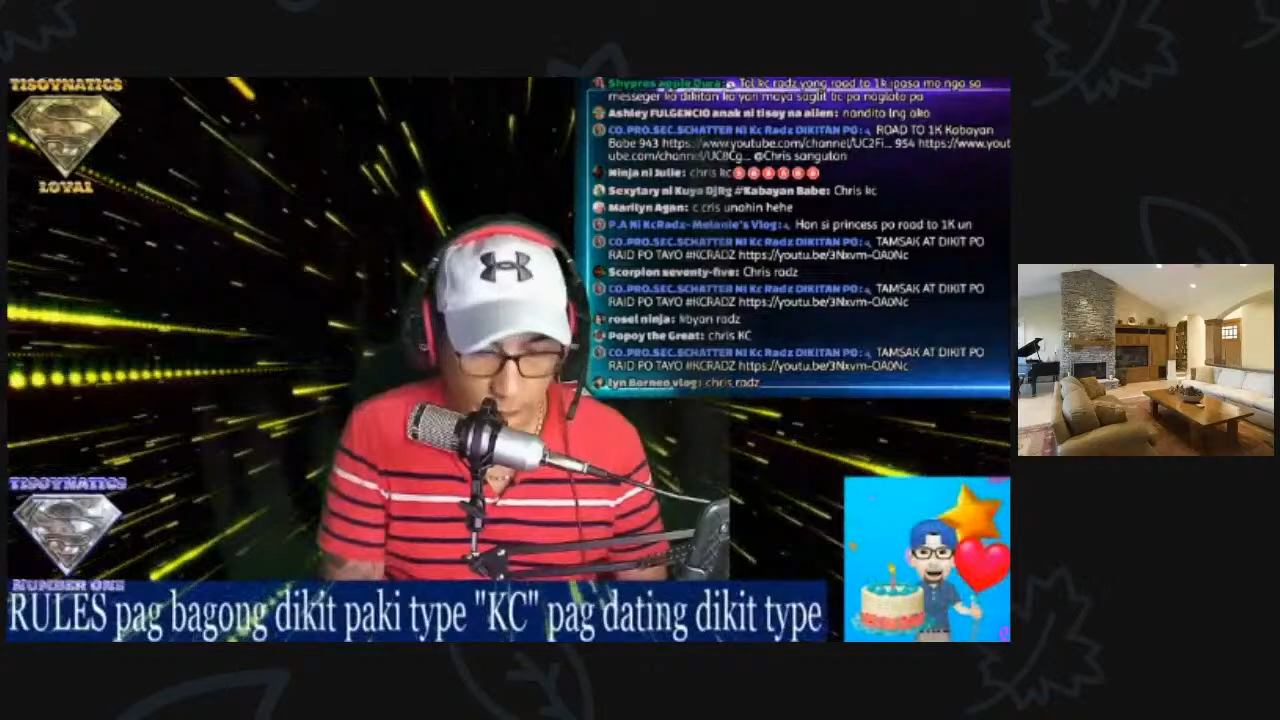 TISOYNATICS
LOYAL
Shypres apple Dura: Tol kc radz yong road to 1k ipasa mo nga sa
messeger ko dikitan ko yan maya saglit
Ashley FULGENCIO anak ni tisoy na alien: nandito lng ako
CO.PRO.SEC.SCHATTER NI Kc Radz DIKITAN PO: ROAD TO 1K Kabayan
Babe 943 https://www.youtube.com/channel/UC2Fi... 954 https://www.yout
ube.com/channel/UC8Cg... @Chris sangutan
Ninja ni Julie: chris kc
Sexytary ni Kuya DjRg #Kabayan Babe: Chris kc
Marilyn Agan: c cris unahin hehe
P.A Ni KcRadz-Melanie's Vlog: Hon si princess po road to 1K un
CO.PRO.SEC.SCHATTER NI Kc Radz DIKITAN PO: TAMSAK AT DIKIT PO
RAID PO TAYO #KCRADZ https://youtu.be/3Nxvm-OA0Nc
Scorpion seventy-five: Chris radz
CO.PRO.SEC.SCHATTER NI Kc Radz DIKITAN PO: TAMSAK AT DIKIT PO
RAID PO TAYO #KCRADZ https://youtu.be/3Nxvm-OA0Nc
rosel ninja: kbyan radz
Popoy the Great: chris KC
CO.PRO.SEC.SCHATTER NI Kc Radz DIKITAN PO: TAMSAK AT DIKIT PO
RAID PO TAYO #KCRADZ https://youtu.be/3Nxvm-OA0Nc
lyn Borneo vlog: chris radz
TISOYNATICS
NUMBER ONE
RULES pag bagong dikit paki type "KC" pag dating dikit type